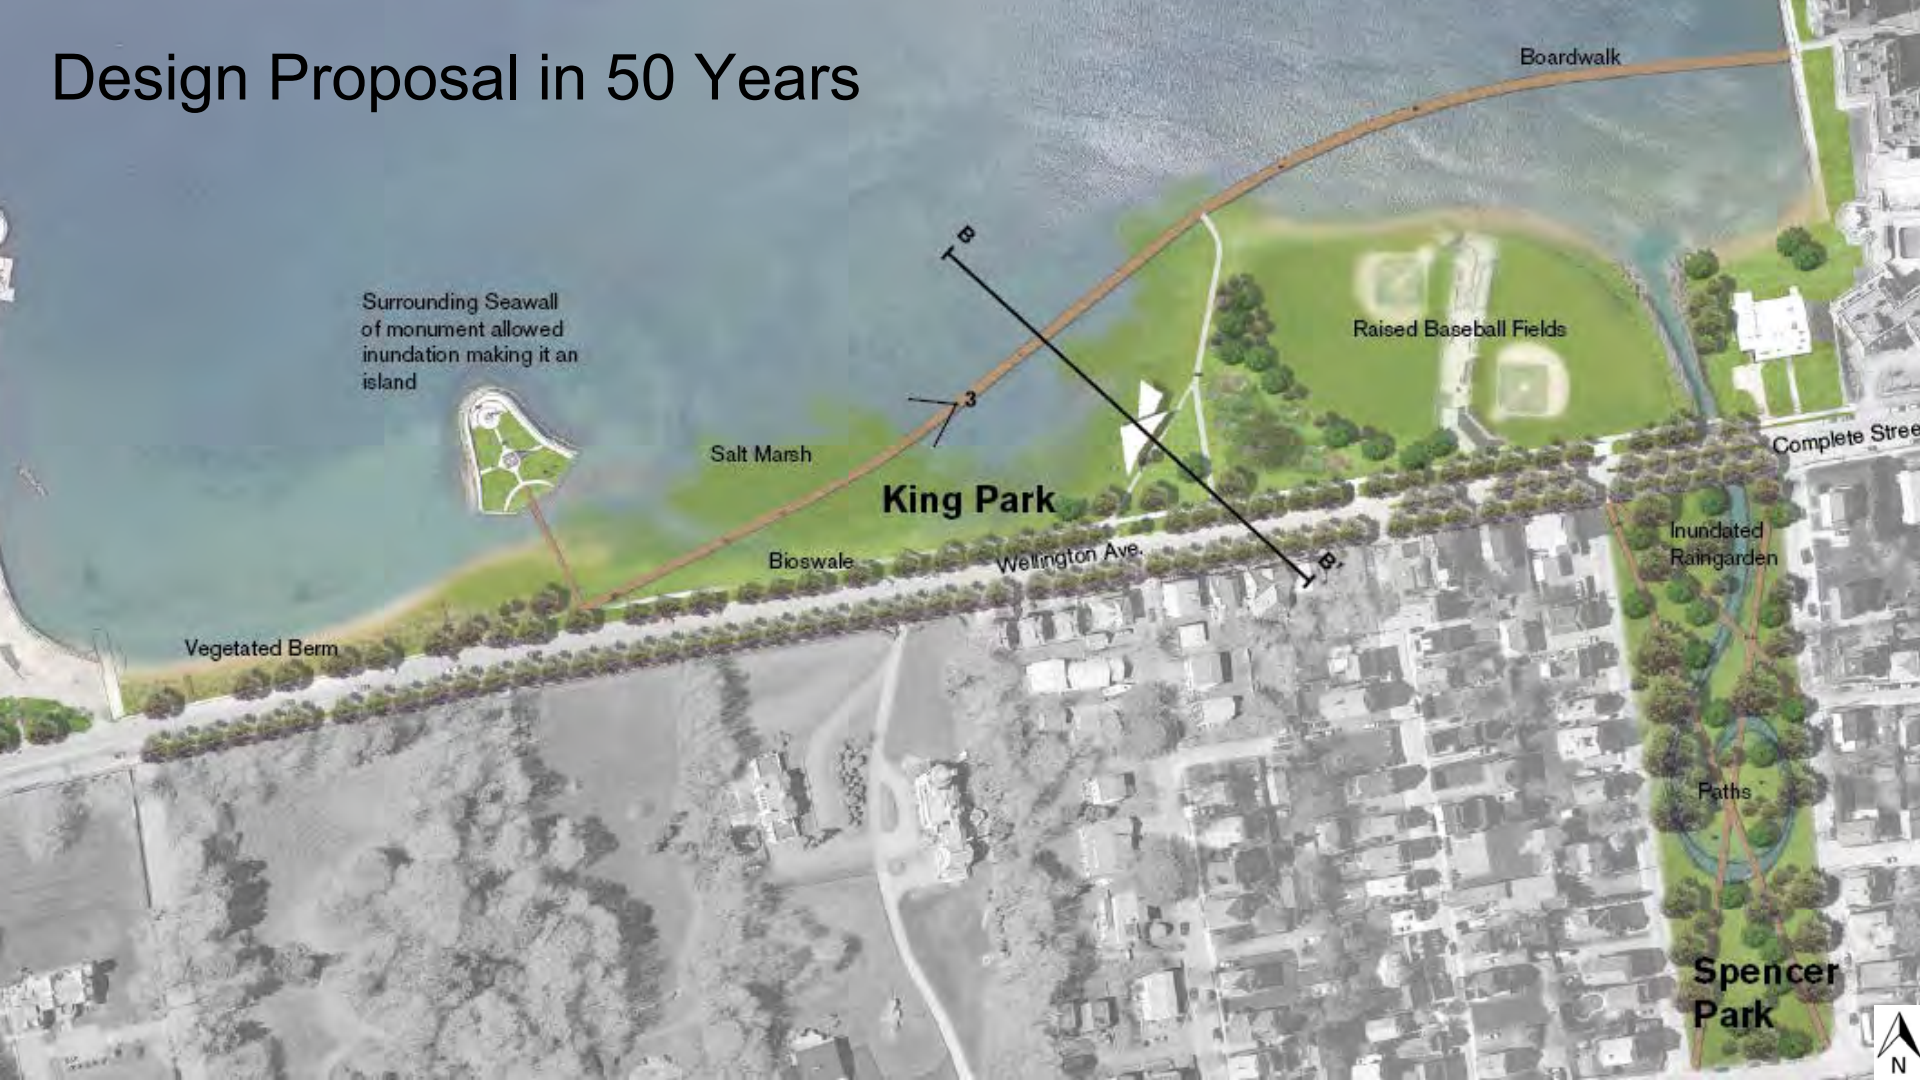 Design Proposal in 50 Years
Boardwalk
B
Surrounding Seawall
of monument allowed
inundation making it an
island
Raised Baseball Fields
3
Salt Marsh
King Park
Complete Stree
Inundated
Raingarden
Bioswale
Wellington Ave.
B'
Vegetated Berm
Paths
Spencer
Park
N